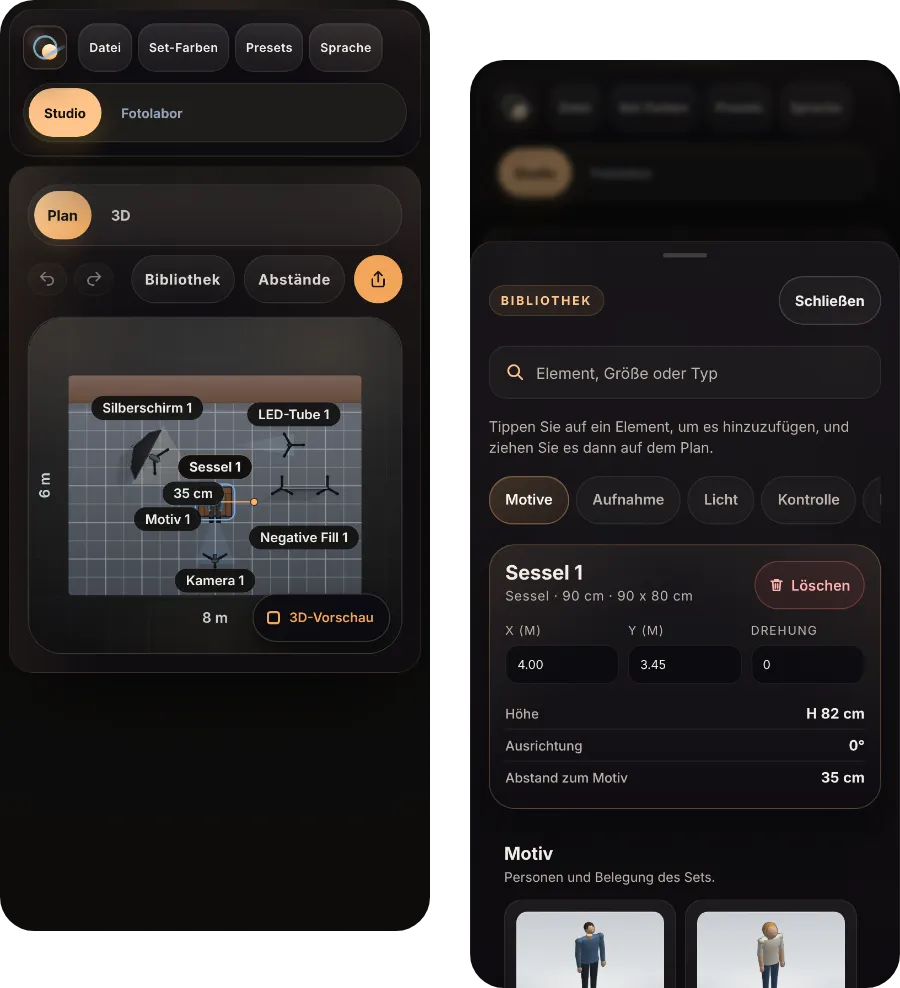 Datei
Set-Farben
Presets
Sprache
Studio
Fotolabor
Plan
3D
Bibliothek
Abstände
Silberschirm 1
LED-Tube 1
Sessel 1
35 cm
Motiv 1
Negative Fill 1
Kamera 1
6 m
8 m
3D-Vorschau
BIBLIOTHEK
Schließen
Element, Größe oder Typ
Tippen Sie auf ein Element, um es hinzuzufügen, und
ziehen Sie es dann auf dem Plan.
Motive
Aufnahme
Licht
Kontrolle
Sessel 1
Löschen
Sessel · 90 cm · 90 x 80 cm
X (M)
Y (M)
DREHUNG
4.00
3.45
0
Höhe
H 82 cm
Ausrichtung
0°
Abstand zum Motiv
35 cm
Motiv
Personen und Belegung des Sets.